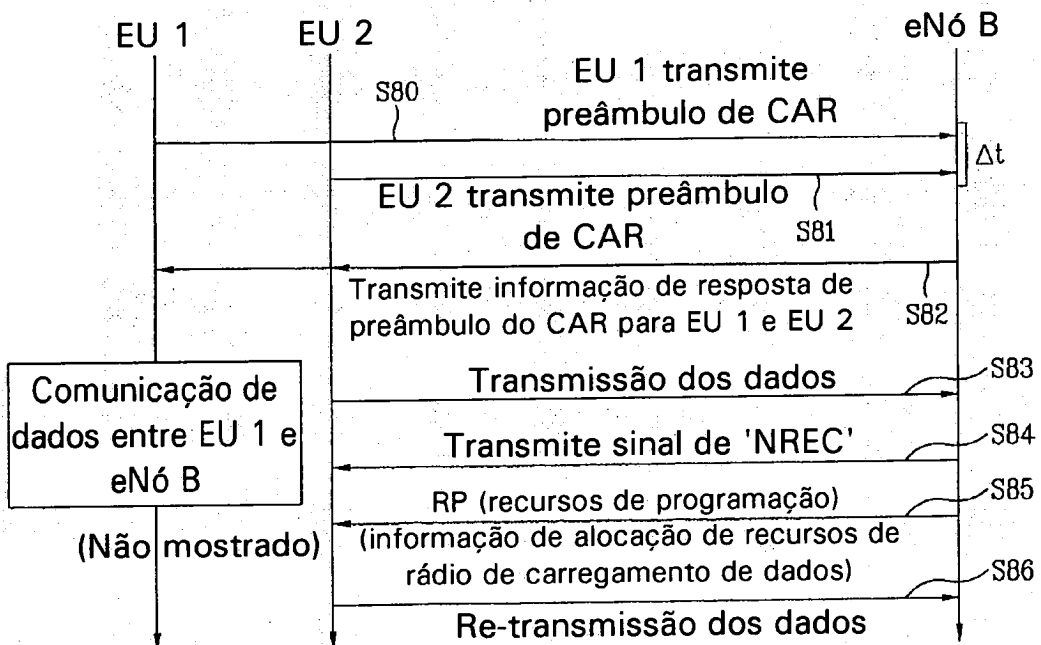 EU 1
EU 2
eNó B
EU 1 transmite
preâmbulo de CAR
S80
Δt
EU 2 transmite preâmbulo
de CAR
S81
Transmite informação de resposta de
preâmbulo do CAR para EU 1 e EU 2
S82
Comunicação de
dados entre EU 1 e
eNó B
(Não mostrado)
Transmissão dos dados
S83
Transmite sinal de 'NREC'
S84
RP (recursos de programação)
S85
(informação de alocação de recursos de
rádio de carregamento de dados)
S86
Re-transmissão dos dados